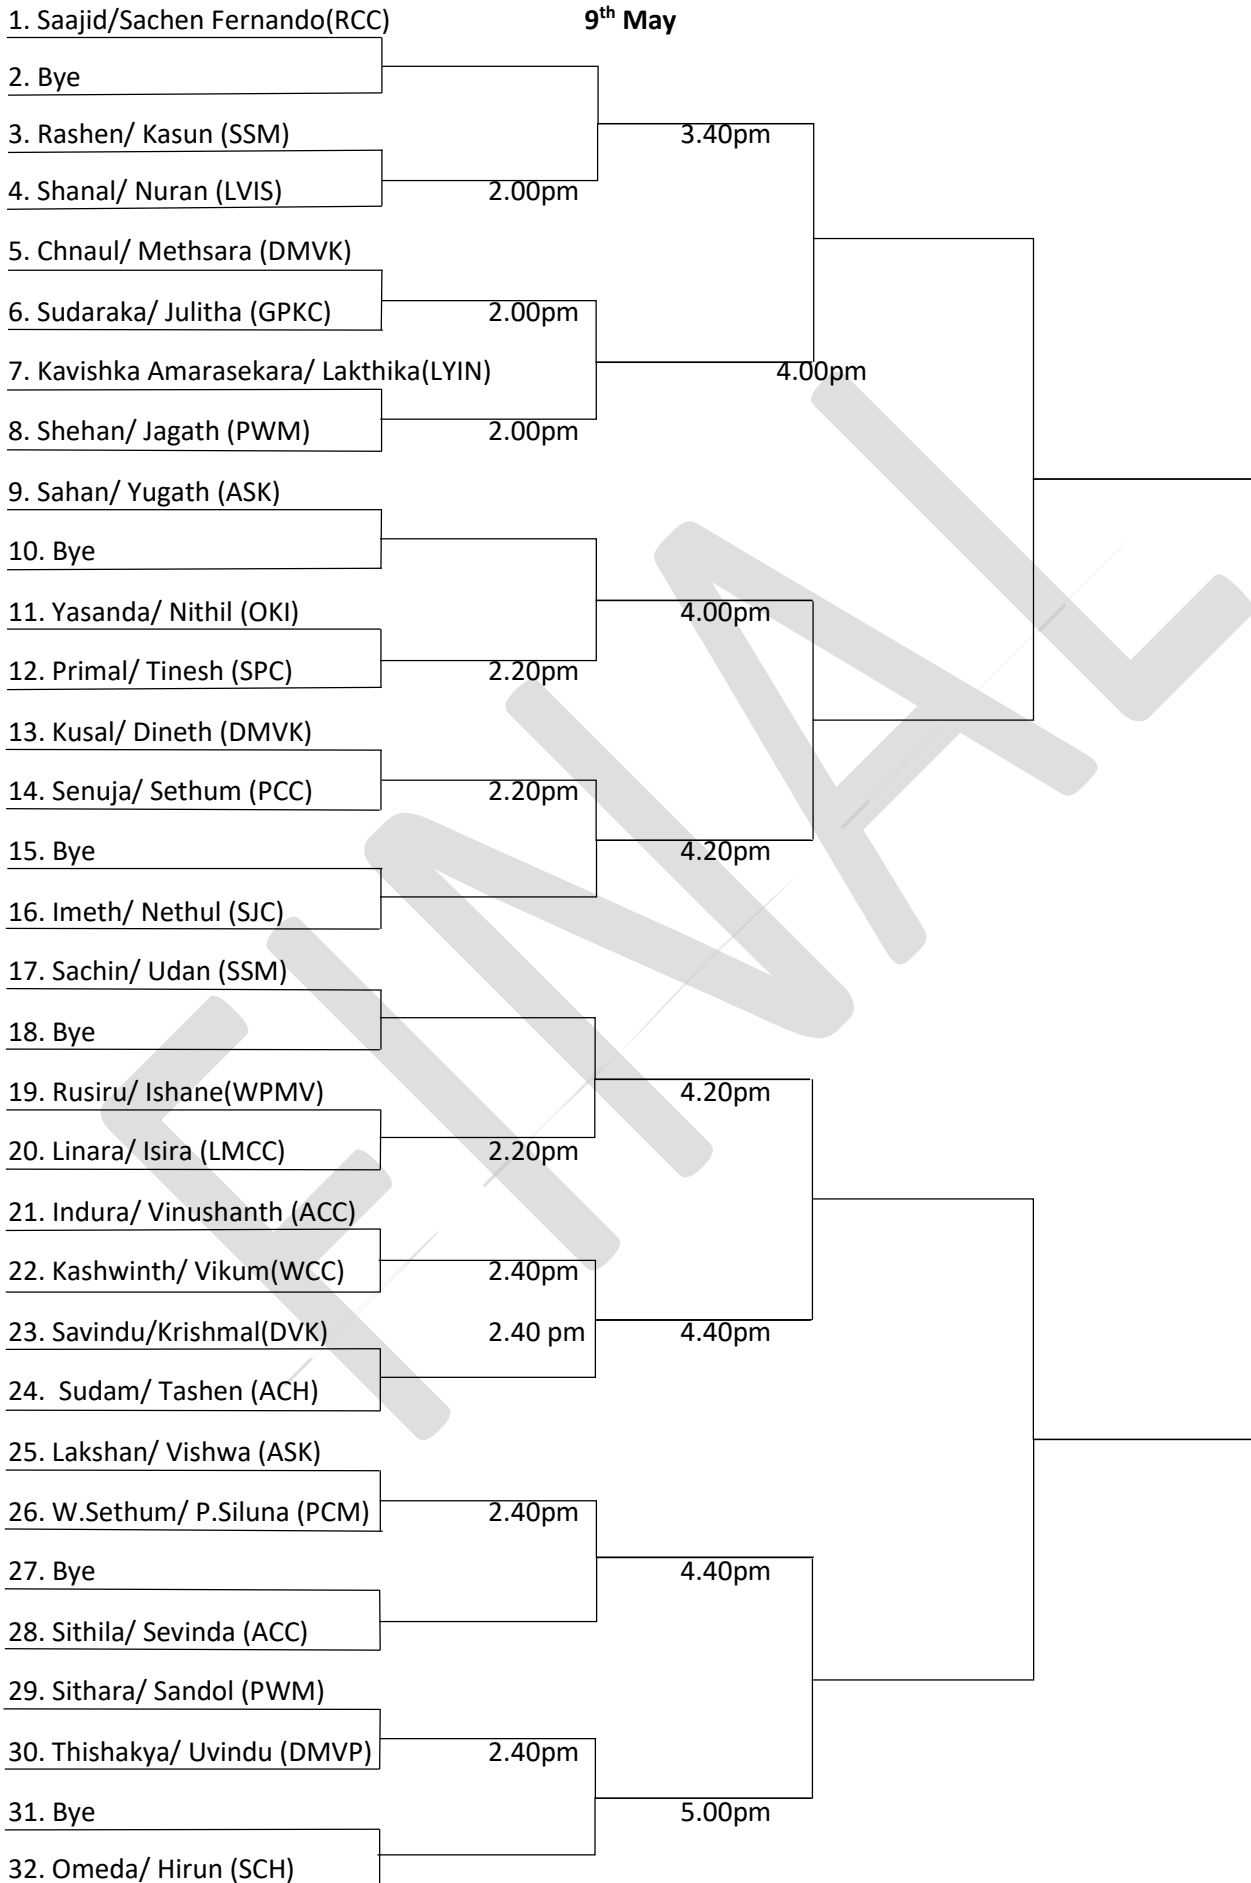 1. Saajid/Sachen Fernando(RCC)
9th May
2. Bye
3. Rashen/ Kasun (SSM)
3.40pm
4. Shanal/ Nuran (LVIS)
2.00pm
5. Chnaul/ Methsara (DMVK)
6. Sudaraka/ Julitha (GPKC)
2.00pm
7. Kavishka Amarasekara/ Lakthika(LYIN)
4.00pm
8. Shehan/ Jagath (PWM)
2.00pm
9. Sahan/ Yugath (ASK)
10. Bye
11. Yasanda/ Nithil (OKI)
4.00pm
12. Primal/ Tinesh (SPC)
2.20pm
13. Kusal/ Dineth (DMVK)
14. Senuja/ Sethum (PCC)
2.20pm
15. Bye
4.20pm
16. Imeth/ Nethul (SJC)
17. Sachin/ Udan (SSM)
18. Bye
19. Rusiru/ Ishane(WPMV)
4.20pm
20. Linara/ Isira (LMCC)
2.20pm
21. Indura/ Vinushanth (ACC)
22. Kashwinth/ Vikum(WCC)
2.40pm
23. Savindu/Krishmal(DVK)
2.40 pm
4.40pm
24.  Sudam/ Tashen (ACH)
25. Lakshan/ Vishwa (ASK)
26. W.Sethum/ P.Siluna (PCM)
2.40pm
27. Bye
4.40pm
28. Sithila/ Sevinda (ACC)
29. Sithara/ Sandol (PWM)
30. Thishakya/ Uvindu (DMVP)
2.40pm
31. Bye
5.00pm
32. Omeda/ Hirun (SCH)
FINAL